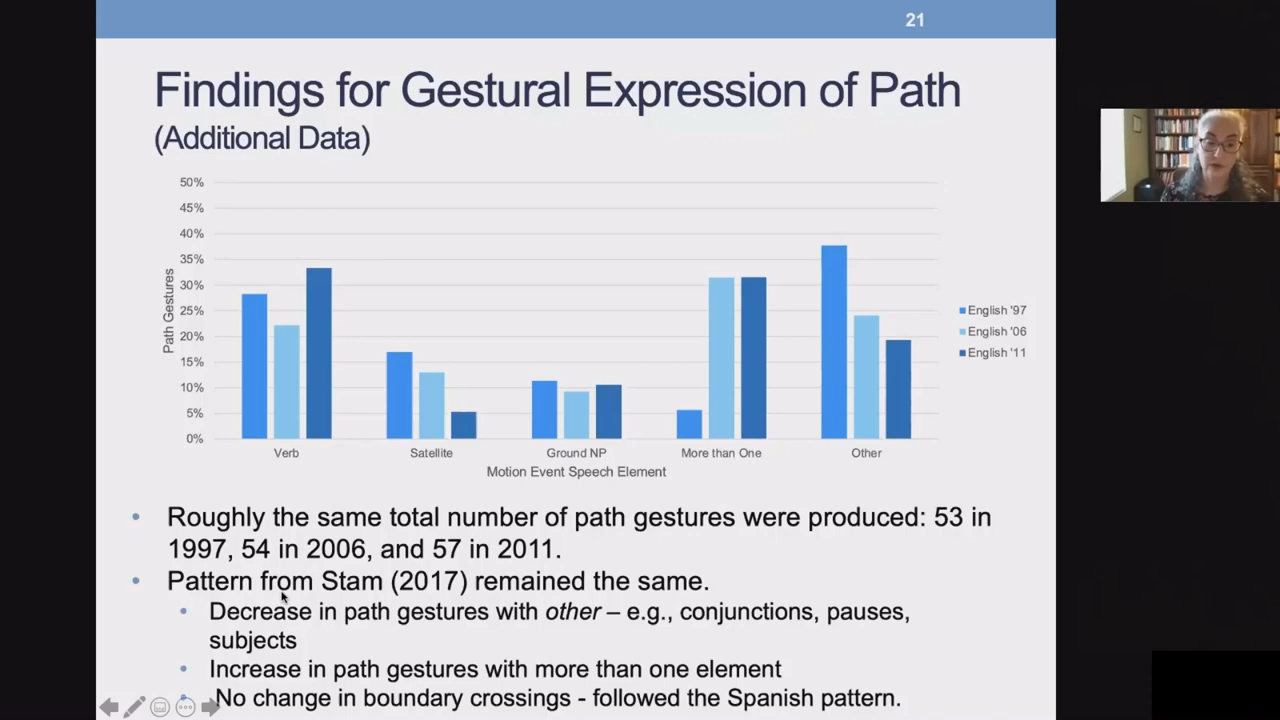 21
Findings for Gestural Expression of Path
(Additional Data)
50%
45%
40%
35%
30%
25%
20%
15%
10%
5%
0%
Path Gestures
Verb
Satellite
Ground NP
More than One
Other
Motion Event Speech Element
English '97
English '06
English '11
• Roughly the same total number of path gestures were produced: 53 in
1997, 54 in 2006, and 57 in 2011.
• Pattern from Stam (2017) remained the same.
• Decrease in path gestures with other – e.g., conjunctions, pauses,
subjects
• Increase in path gestures with more than one element
• No change in boundary crossings - followed the Spanish pattern.